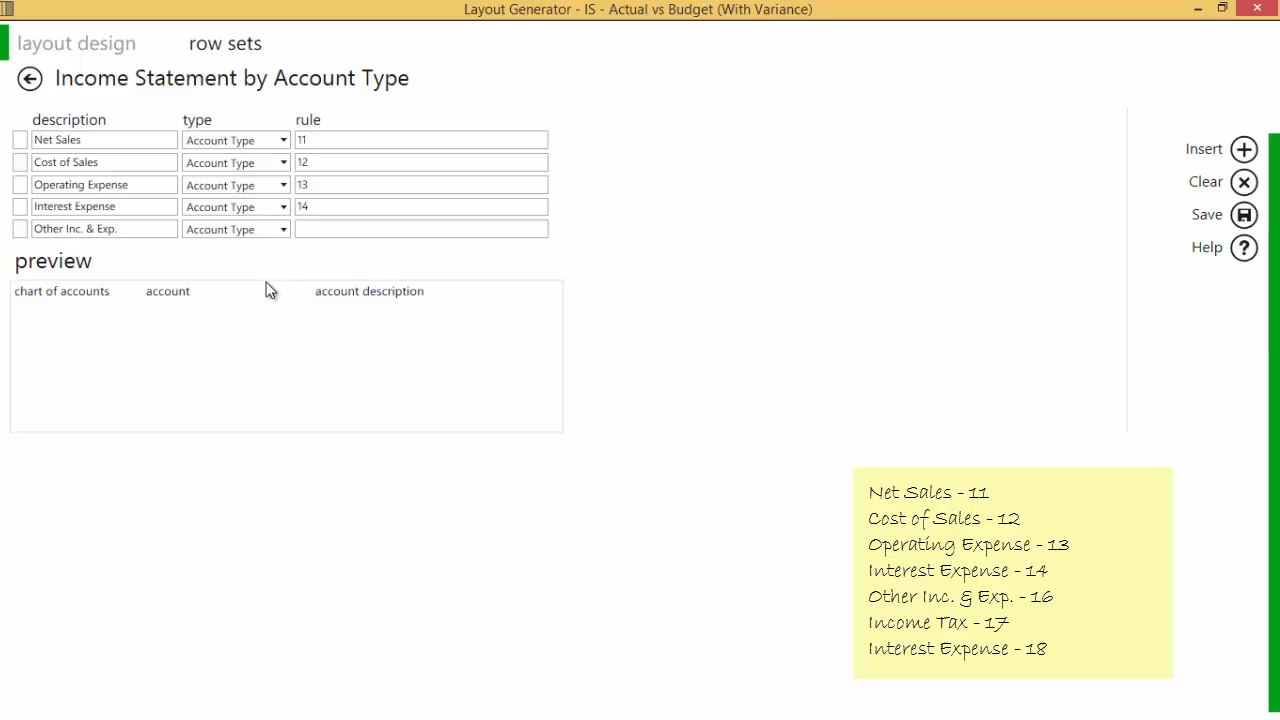 Layout Generator - IS - Actual vs Budget (With Variance)
layout design row sets
Income Statement by Account Type
description type rule
Net Sales Account Type 11
Cost of Sales Account Type 12
Operating Expense Account Type 13
Interest Expense Account Type 14
Other Inc. & Exp. Account Type
preview
chart of accounts account account description
Insert
Clear
Save
Help
Net Sales - 11
Cost of Sales - 12
Operating Expense - 13
Interest Expense - 14
Other Inc. & Exp. - 16
Income Tax - 17
Interest Expense - 18